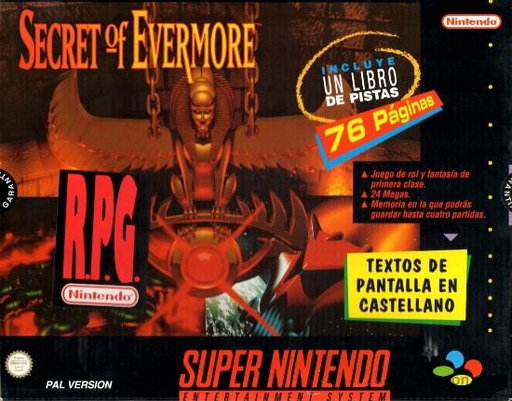 SECRET of EVERMORE
Nintendo
INCLUYE
UN LIBRO
DE PISTAS
76 Páginas
▲ Juego de rol y fantasía de
primera clase.
▲ 24 Megas.
▲ Memoria en la que podrás
guardar hasta cuatro partidas.
R.P.G.
Nintendo
TEXTOS DE
PANTALLA EN
CASTELLANO
PAL VERSION
SUPER NINTENDO
ENTERTAINMENT SYSTEM